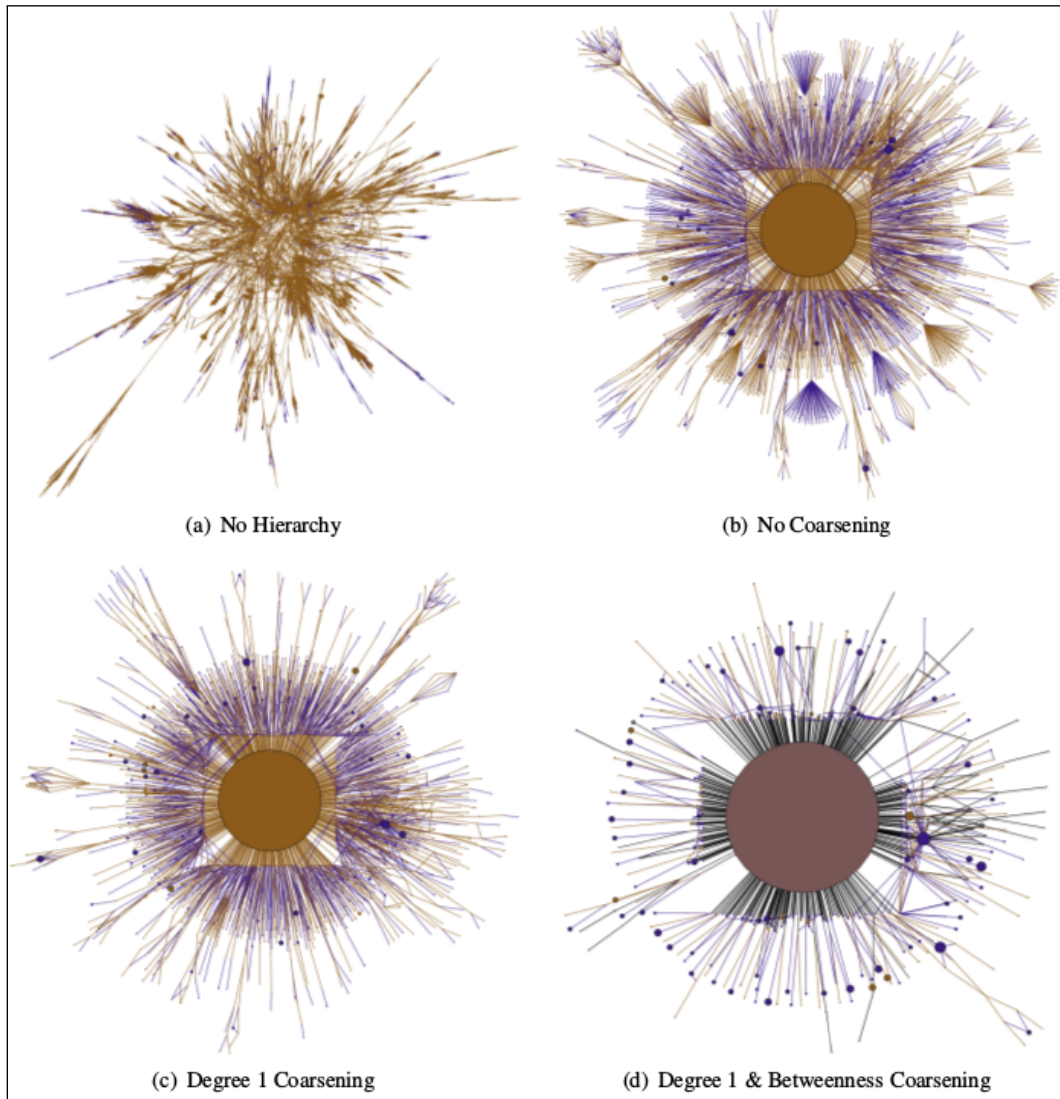 (a) No Hierarchy
(b) No Coarsening
(c) Degree 1 Coarsening
(d) Degree 1 & Betweenness Coarsening